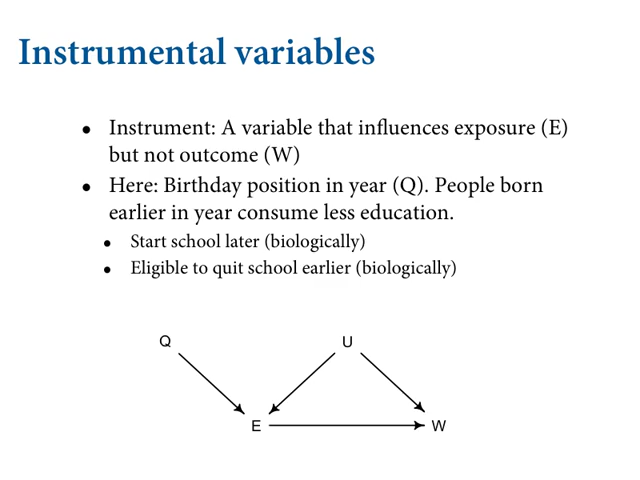 Instrumental variables
• Instrument: A variable that influences exposure (E)
but not outcome (W)
• Here: Birthday position in year (Q). People born
earlier in year consume less education.
• Start school later (biologically)
• Eligible to quit school earlier (biologically)
Q U
E W